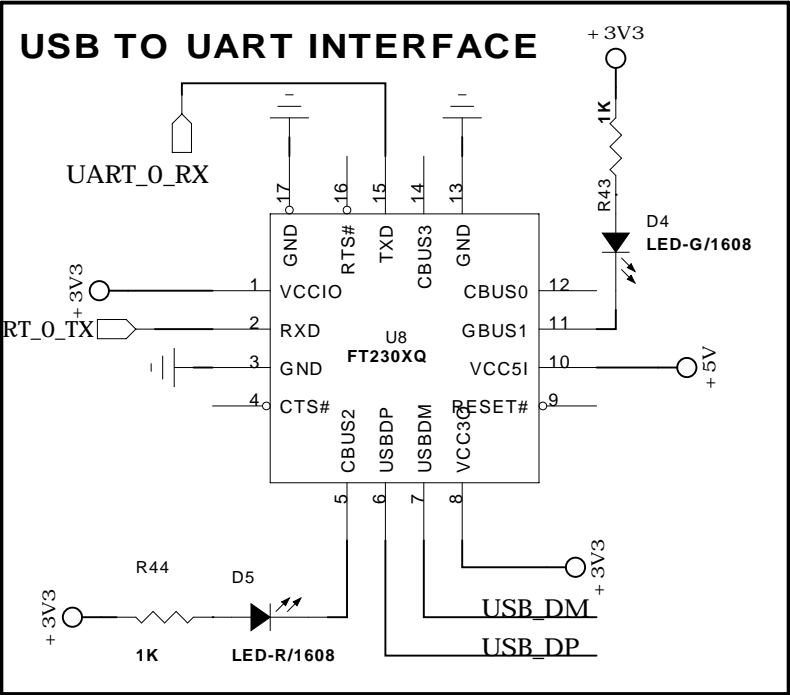 USB TO UART INTERFACE
+3V3
1K
R43
D4
LED-G/1608
UART_0_RX
17
16
15
14
13
GND
RTS#
TXD
CBUS3
GND
+3V3
1
VCCIO
CBUS0
12
RT_0_TX
2
RXD
GBUS1
11
U8
FT230XQ
3
GND
VCC5I
10
+5V
4
CTS#
RESET#
9
CBUS2
USBDP
USBDM
VCC3O
5
6
7
8
R44
D5
+3V3
+3V3
1K
LED-R/1608
USB_DM
USB_DP